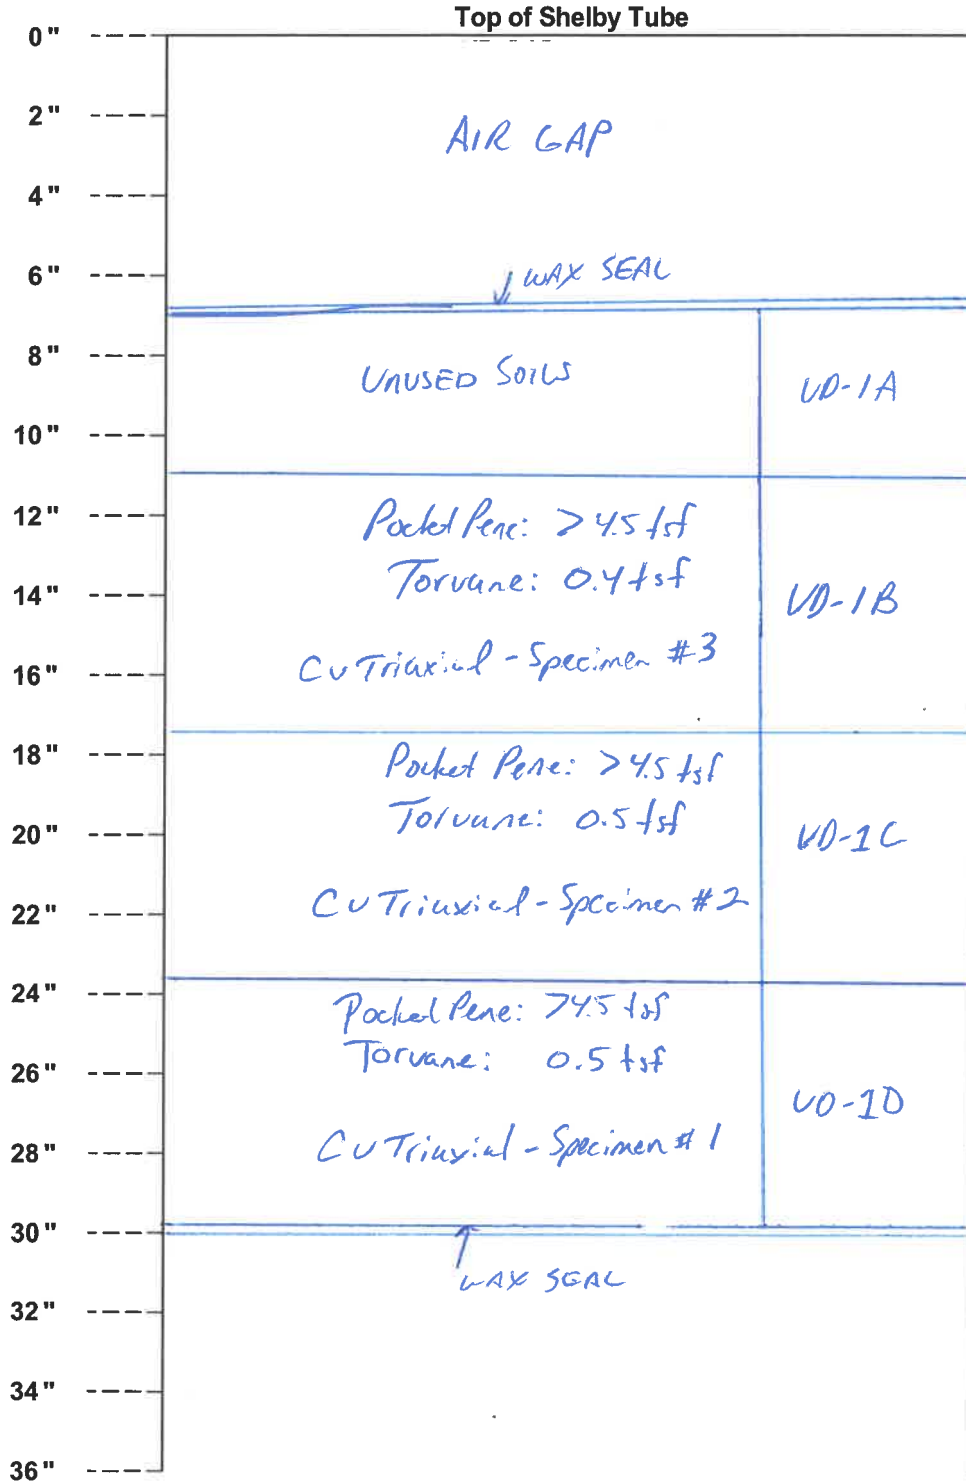 Top of Shelby Tube
0"
2"
AIR GAP
4"
6"
WAX SEAL
8"
UNUSED SOILS
UD-1A
10"
12"
Pocket Pene: >4.5 tsf
14"
Torvane: 0.4 tsf
UD-1B
16"
CU Triaxial - Specimen #3
18"
Pocket Pene: >4.5 tsf
20"
Torvane: 0.5 tsf
UD-1C
22"
CU Triaxial - Specimen #2
24"
Pocket Pene: >4.5 tsf
26"
Torvane: 0.5 tsf
UD-1D
28"
CU Triaxial - Specimen #1
30"
WAX SEAL
32"
34"
36"